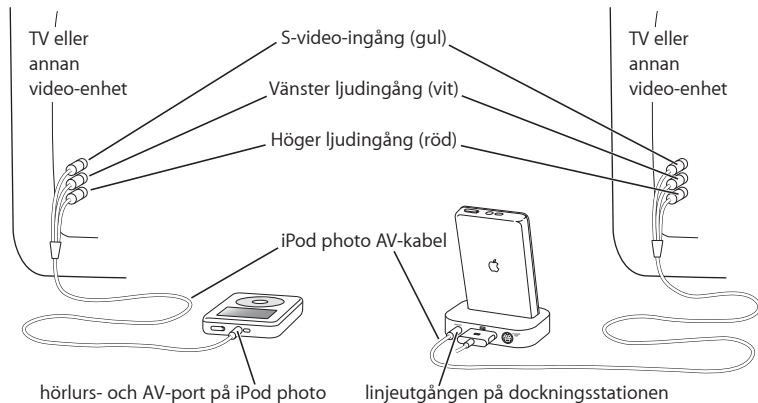 TV eller
annan
video-enhet
S-video-ingång (gul)
Vänster ljudingång (vit)
Höger ljudingång (röd)
TV eller
annan
video-enhet
iPod photo AV-kabel
hörlurs- och AV-port på iPod photo
linjeutgången på dockningsstationen